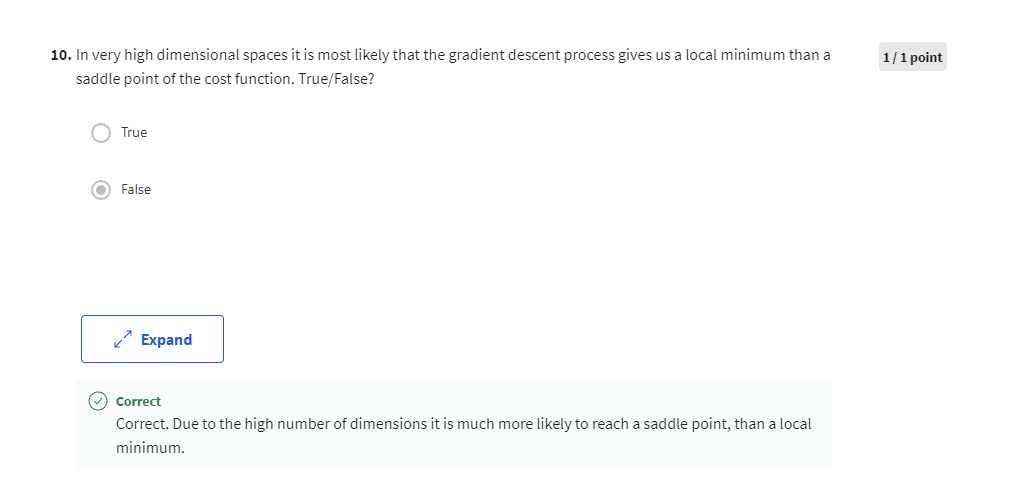 10. In very high dimensional spaces it is most likely that the gradient descent process gives us a local minimum than a
1 / 1 point
saddle point of the cost function. True/False?
True
False
Expand
Correct
Correct. Due to the high number of dimensions it is much more likely to reach a saddle point, than a local
minimum.